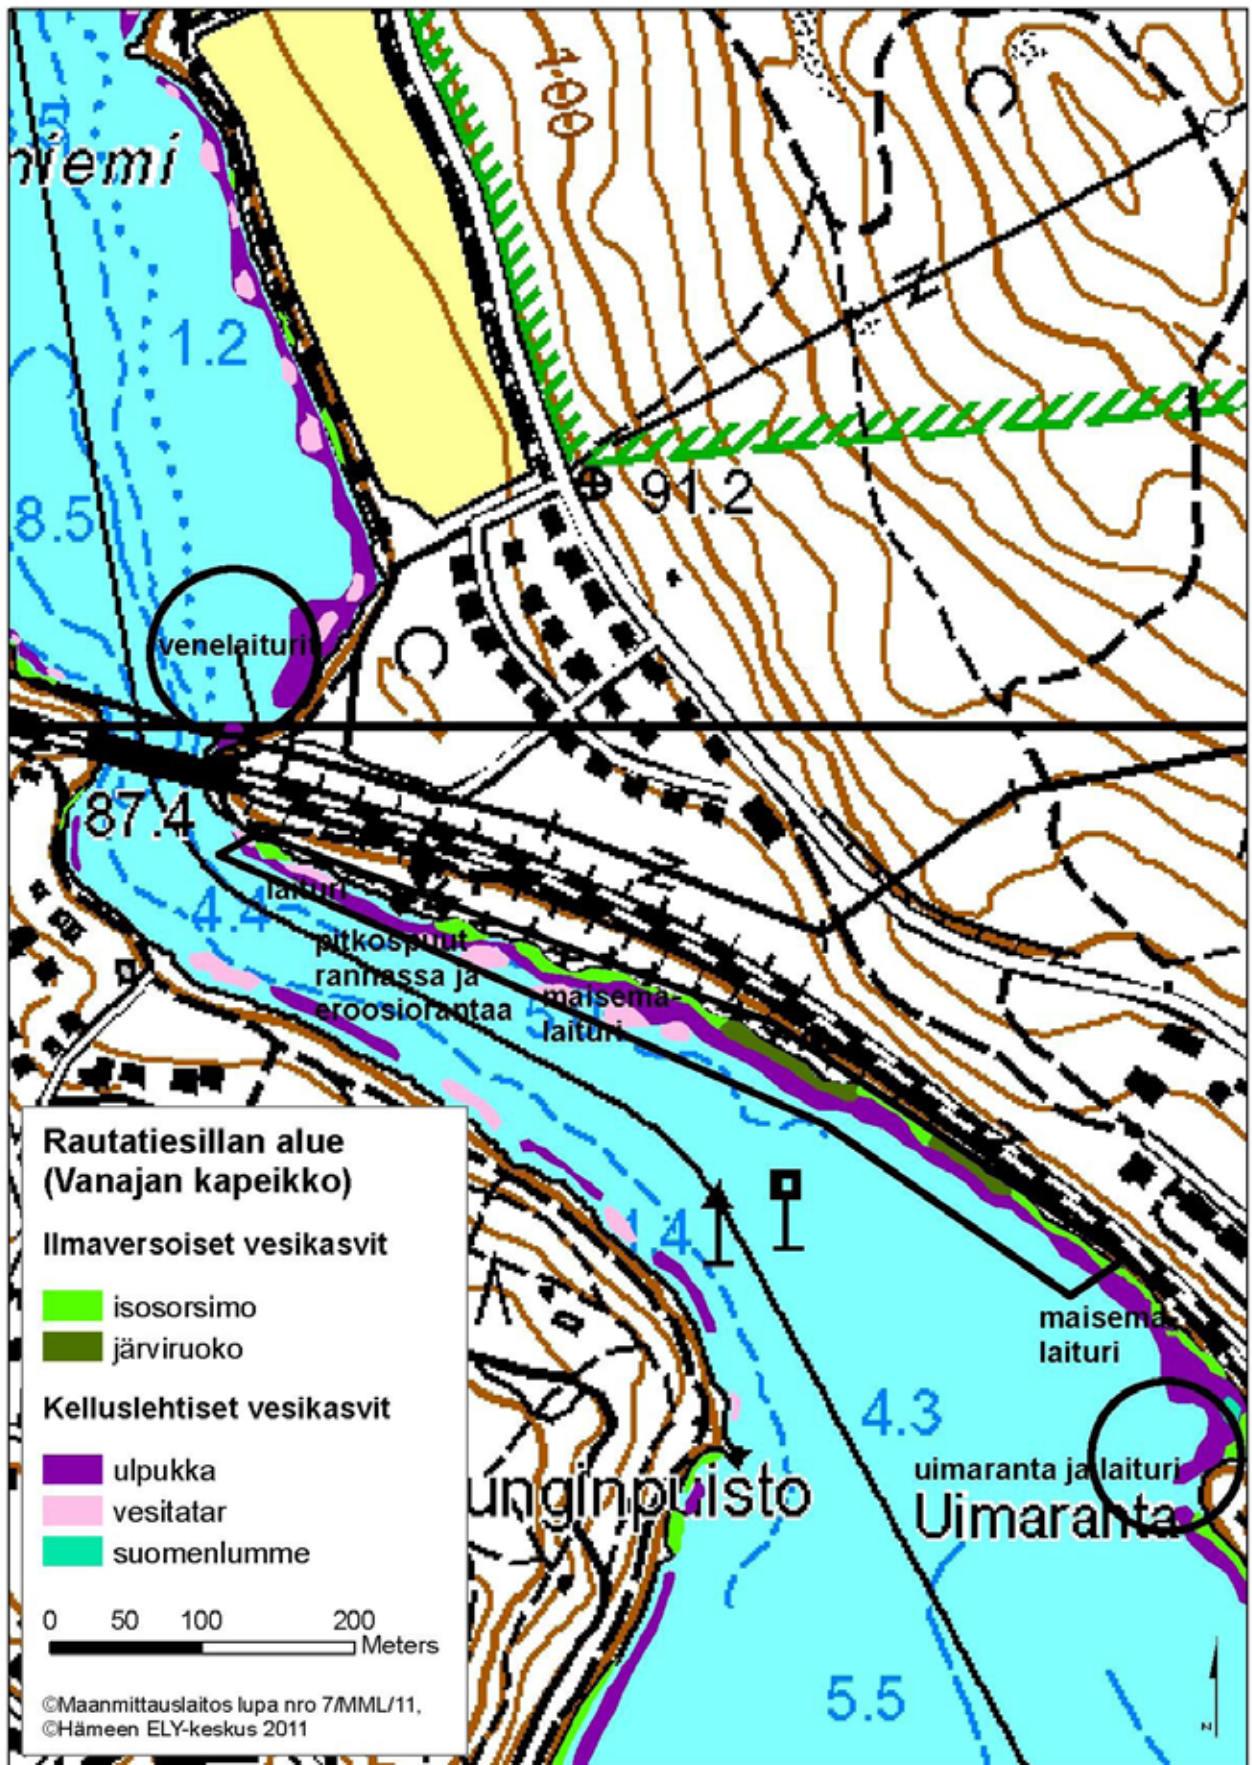 100
niemi
1.2
8.5
91.2
venelaiturit
87.4
laituri
4.4
pitkospuut
rannassa ja
eroosiorantaa
maisema-
laituri
maisema-
laituri
4.3
uimaranta ja laituri
Uimaranta
unginpuisto
5.5
Rautatiesillan alue
(Vanajan kapeikko)
Ilmaversoiset vesikasvit
isosorsimo
järviruoko
Kelluslehtiset vesikasvit
ulpukka
vesitatar
suomenlumme
0 50 100 200
Meters
©Maanmittauslaitos lupa nro 7/MML/11,
©Hämeen ELY-keskus 2011
N